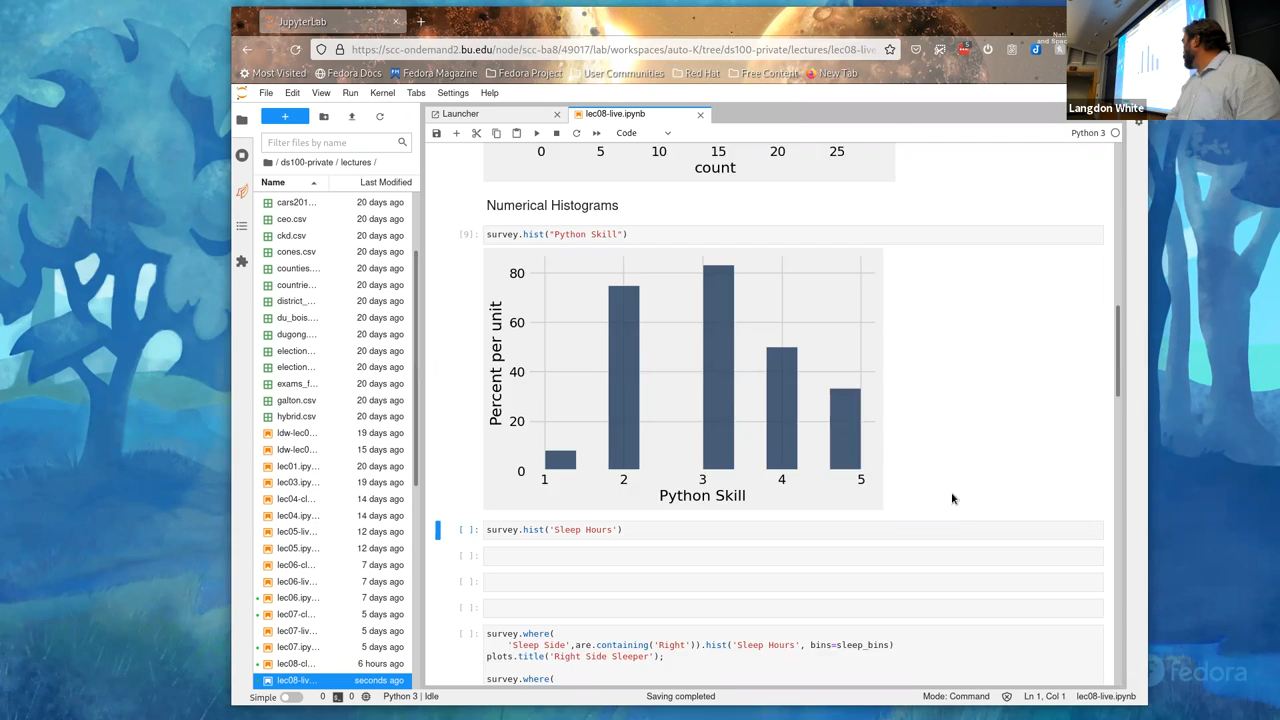 JupyterLab
https://scc-ondemand2.bu.edu/node/scc-ba8/49017/lab/workspaces/auto-K/tree/ds100-private/lectures/lec08-live.
Most Visited Fedora Docs Fedora Magazine Fedora Project User Communities Red Hat Free Content New Tab
Langdon White
File Edit View Run Kernel Tabs Settings Help
Launcher
lec08-live.ipynb
Code
Python 3
Filter files by name
/ ds100-private / lectures /
Name Last Modified
cars201... 20 days ago
ceo.csv 20 days ago
ckd.csv 20 days ago
cones.csv 20 days ago
counties.... 20 days ago
countrie... 20 days ago
district_... 20 days ago
du_bois.... 20 days ago
dugong.... 20 days ago
election... 20 days ago
election... 20 days ago
exams_f... 20 days ago
galton.csv 20 days ago
hybrid.csv 20 days ago
ldw-lec0... 19 days ago
ldw-lec0... 15 days ago
lec01.ipy... 20 days ago
lec03.ipy... 19 days ago
lec04-cl... 14 days ago
lec04.ipy... 14 days ago
lec05-liv... 12 days ago
lec05.ipy... 12 days ago
lec06-cl... 7 days ago
lec06-liv... 7 days ago
lec06.ipy... 7 days ago
lec07-cl... 5 days ago
lec07-liv... 5 days ago
lec07.ipy... 5 days ago
lec08-cl... 6 hours ago
lec08-liv... seconds ago
0 5 10 15 20 25
count
Numerical Histograms
[9]: survey.hist("Python Skill")
80
60
40
20
0
Percent per unit
1 2 3 4 5
Python Skill
[ ]: survey.hist('Sleep Hours')
[ ]:
[ ]:
[ ]:
[ ]: survey.where(
'Sleep Side',are.containing('Right')).hist('Sleep Hours', bins=sleep_bins)
plots.title('Right Side Sleeper');
survey.where(
Simple 0 0 Python 3 | Idle Saving completed Mode: Command Ln 1, Col 1 lec08-live.ipynb
fedora